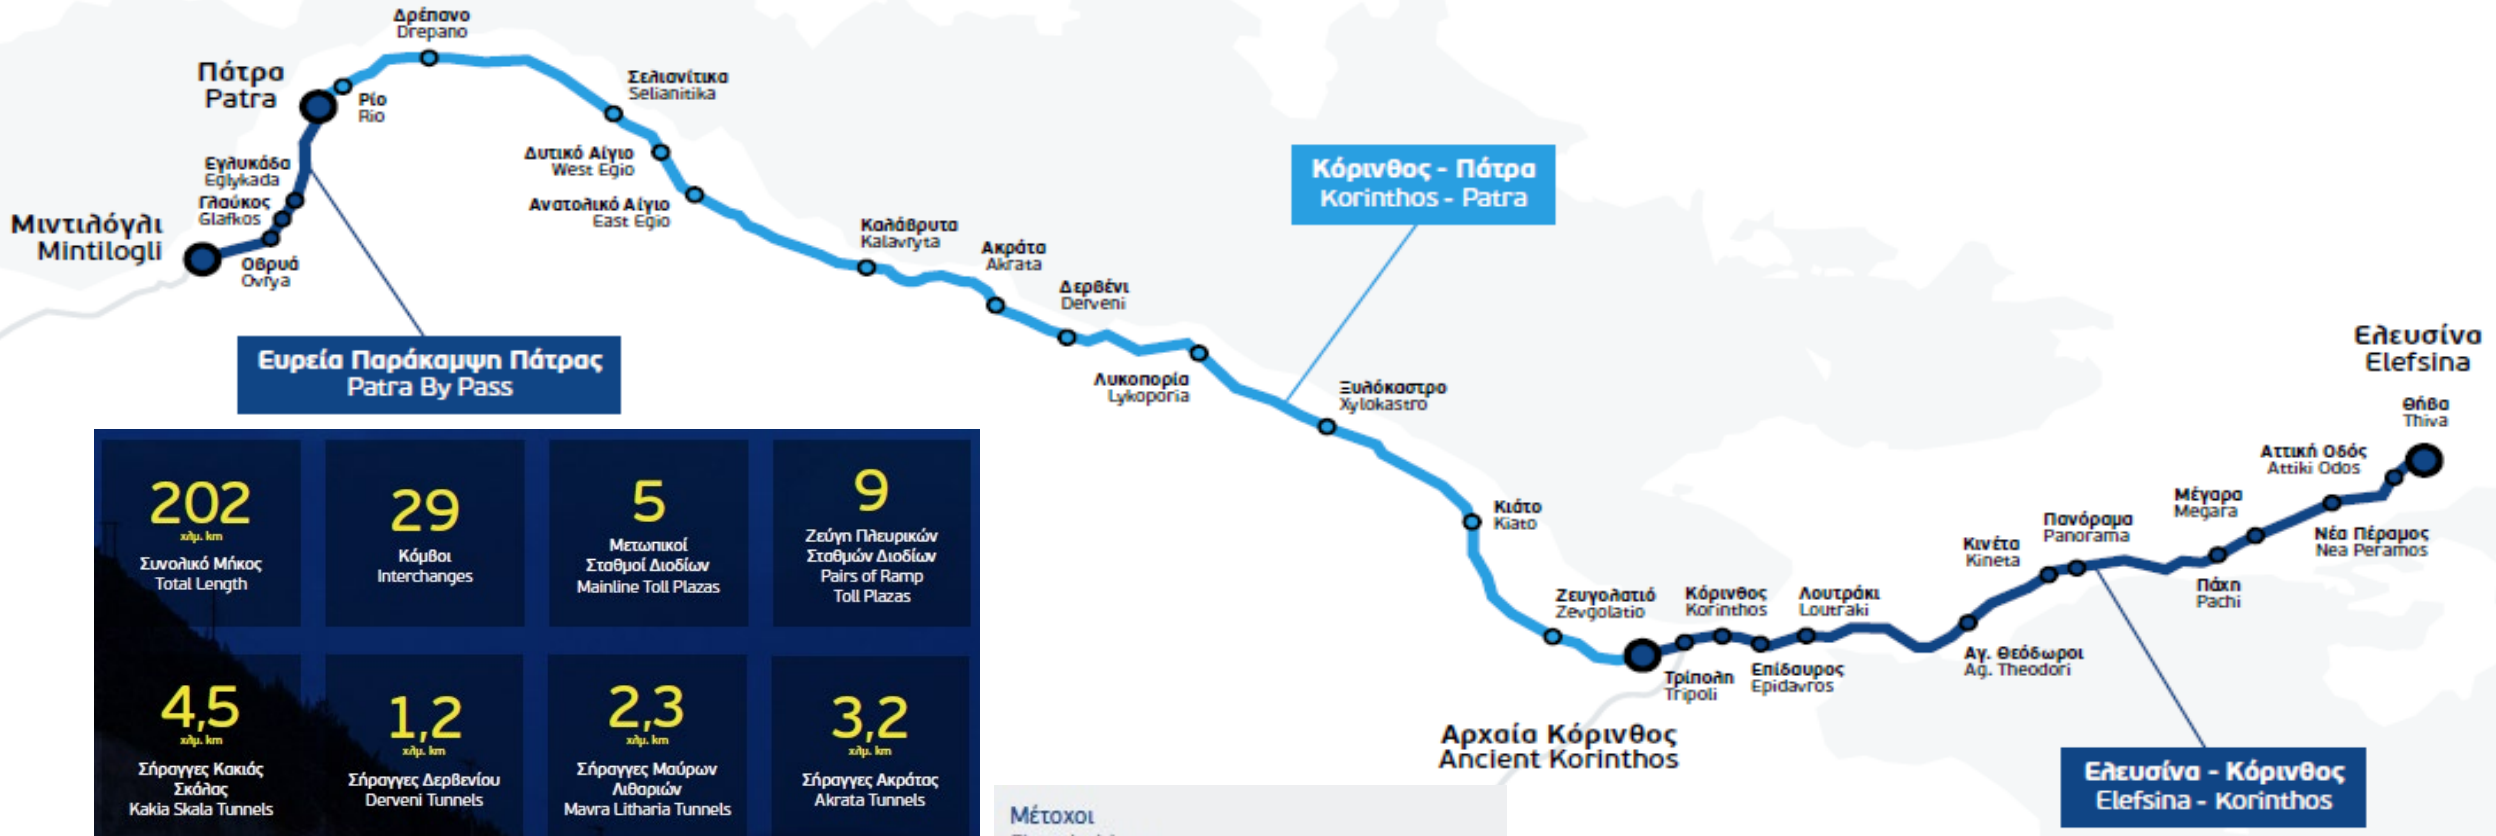 Δρέπανο
Drepano
Πάτρα
Patra
Ρίο
Rio
Σελιανίτικα
Selianitika
Δυτικό Αίγιο
West Egio
Ανατολικό Αίγιο
East Egio
Εγλυκάδα
Eglykada
Γλαύκος
Glafkos
Μιντιλόγλι
Mintilogli
Οβρυά
Ovrya
Κόρινθος - Πάτρα
Korinthos - Patra
Καλάβρυτα
Kalavryta
Ακράτα
Akrata
Δερβένι
Derveni
Λυκοπορία
Lykoporia
Ξυλόκαστρο
Xylokastro
Ευρεία Παράκαμψη Πάτρας
Patra By Pass
Ελευσίνα
Elefsina
Θήβα
Thiva
Αττική Οδός
Attiki Odos
Μέγαρα
Megara
Νέα Πέραμος
Nea Peramos
Πανόραμα
Panorama
Κινέτα
Kineta
Πάχη
Pachi
Κιάτο
Kiato
Ζευγολατιό
Zevgolatio
Κόρινθος
Korinthos
Λουτράκι
Loutraki
Αγ. Θεόδωροι
Ag. Theodori
Τρίπολη
Tripoli
Επίδαυρος
Epidavros
Αρχαία Κόρινθος
Ancient Korinthos
Ελευσίνα - Κόρινθος
Elefsina - Korinthos
202
χλμ. km
Συνολικό Μήκος
Total Length
29
Κόμβοι
Interchanges
5
Μετωπικοί
Σταθμοί Διοδίων
Mainline Toll Plazas
9
Ζεύγη Πλευρικών
Σταθμών Διοδίων
Pairs of Ramp
Toll Plazas
4,5
χλμ. km
Σήραγγες Κακιάς
Σκάλας
Kakia Skala Tunnels
1,2
χλμ. km
Σήραγγες Δερβενίου
Derveni Tunnels
2,3
χλμ. km
Σήραγγες Μαύρων
Λιθαριών
Mavra Litharia Tunnels
3,2
χλμ. km
Σήραγγες Ακράτας
Akrata Tunnels
Μέτοχοι